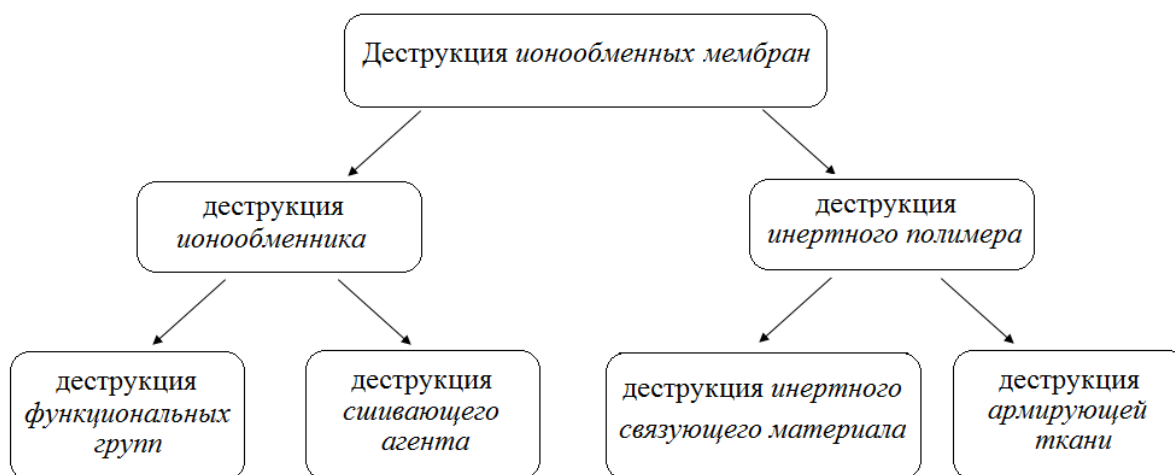 Деструкция ионообменных мембран
деструкция
ионообменника
деструкция
инертного полимера
деструкция
функциональных
групп
деструкция
сшивающего
агента
деструкция инертного
связующего материала
деструкция
армирующей
ткани